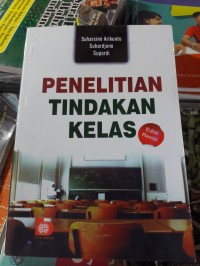 Suharsimi Arikunto
Suhardjono
Supardi
PENELITIAN
TINDAKAN
KELAS
Edisi
Revisi